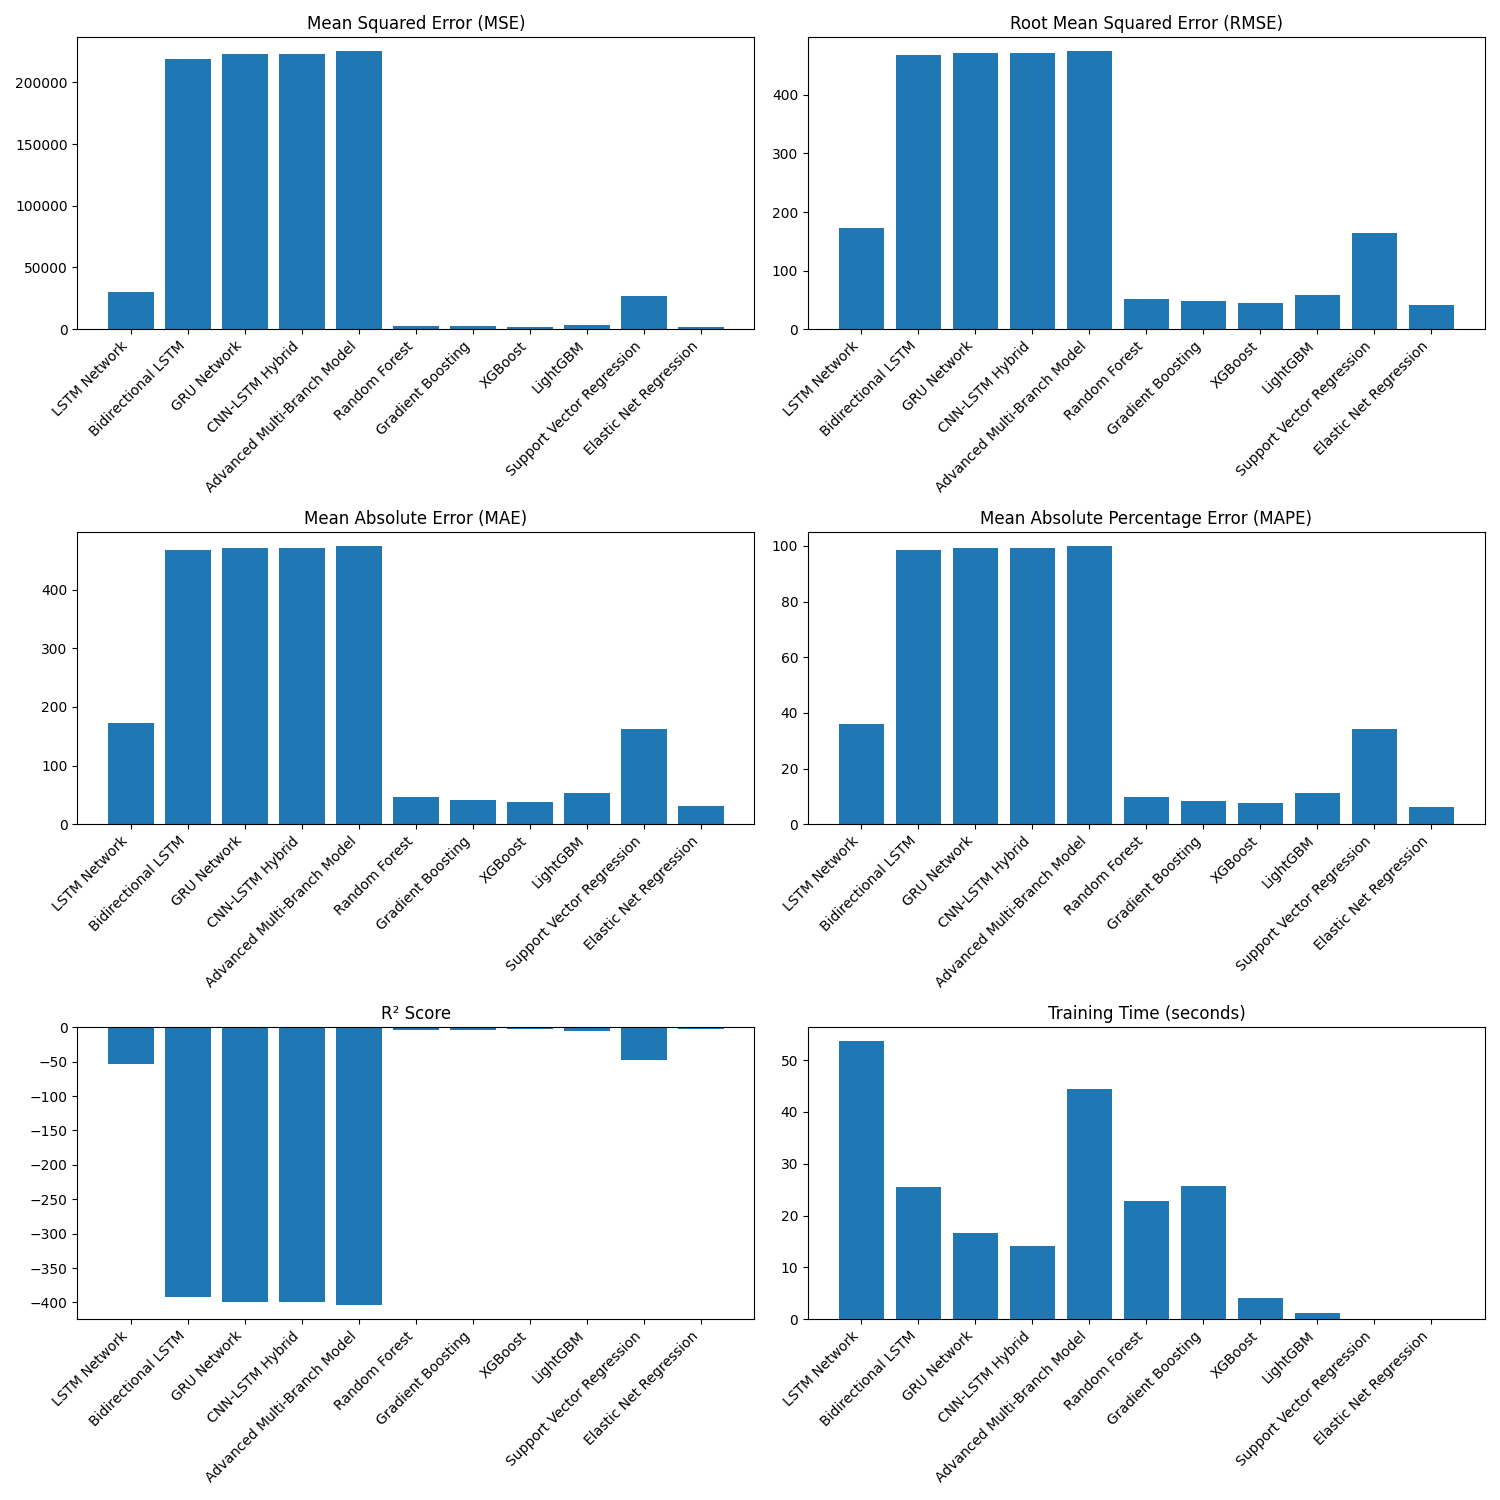 Mean Squared Error (MSE)
200000
150000
100000
50000
0
LSTM Network
Bidirectional LSTM
GRU Network
CNN-LSTM Hybrid
Advanced Multi-Branch Model
Random Forest
Gradient Boosting
XGBoost
LightGBM
Support Vector Regression
Elastic Net Regression
Root Mean Squared Error (RMSE)
400
300
200
100
0
LSTM Network
Bidirectional LSTM
GRU Network
CNN-LSTM Hybrid
Advanced Multi-Branch Model
Random Forest
Gradient Boosting
XGBoost
LightGBM
Support Vector Regression
Elastic Net Regression
Mean Absolute Error (MAE)
400
300
200
100
0
LSTM Network
Bidirectional LSTM
GRU Network
CNN-LSTM Hybrid
Advanced Multi-Branch Model
Random Forest
Gradient Boosting
XGBoost
LightGBM
Support Vector Regression
Elastic Net Regression
Mean Absolute Percentage Error (MAPE)
100
80
60
40
20
0
LSTM Network
Bidirectional LSTM
GRU Network
CNN-LSTM Hybrid
Advanced Multi-Branch Model
Random Forest
Gradient Boosting
XGBoost
LightGBM
Support Vector Regression
Elastic Net Regression
R² Score
0
−50
−100
−150
−200
−250
−300
−350
−400
LSTM Network
Bidirectional LSTM
GRU Network
CNN-LSTM Hybrid
Advanced Multi-Branch Model
Random Forest
Gradient Boosting
XGBoost
LightGBM
Support Vector Regression
Elastic Net Regression
Training Time (seconds)
50
40
30
20
10
0
LSTM Network
Bidirectional LSTM
GRU Network
CNN-LSTM Hybrid
Advanced Multi-Branch Model
Random Forest
Gradient Boosting
XGBoost
LightGBM
Support Vector Regression
Elastic Net Regression